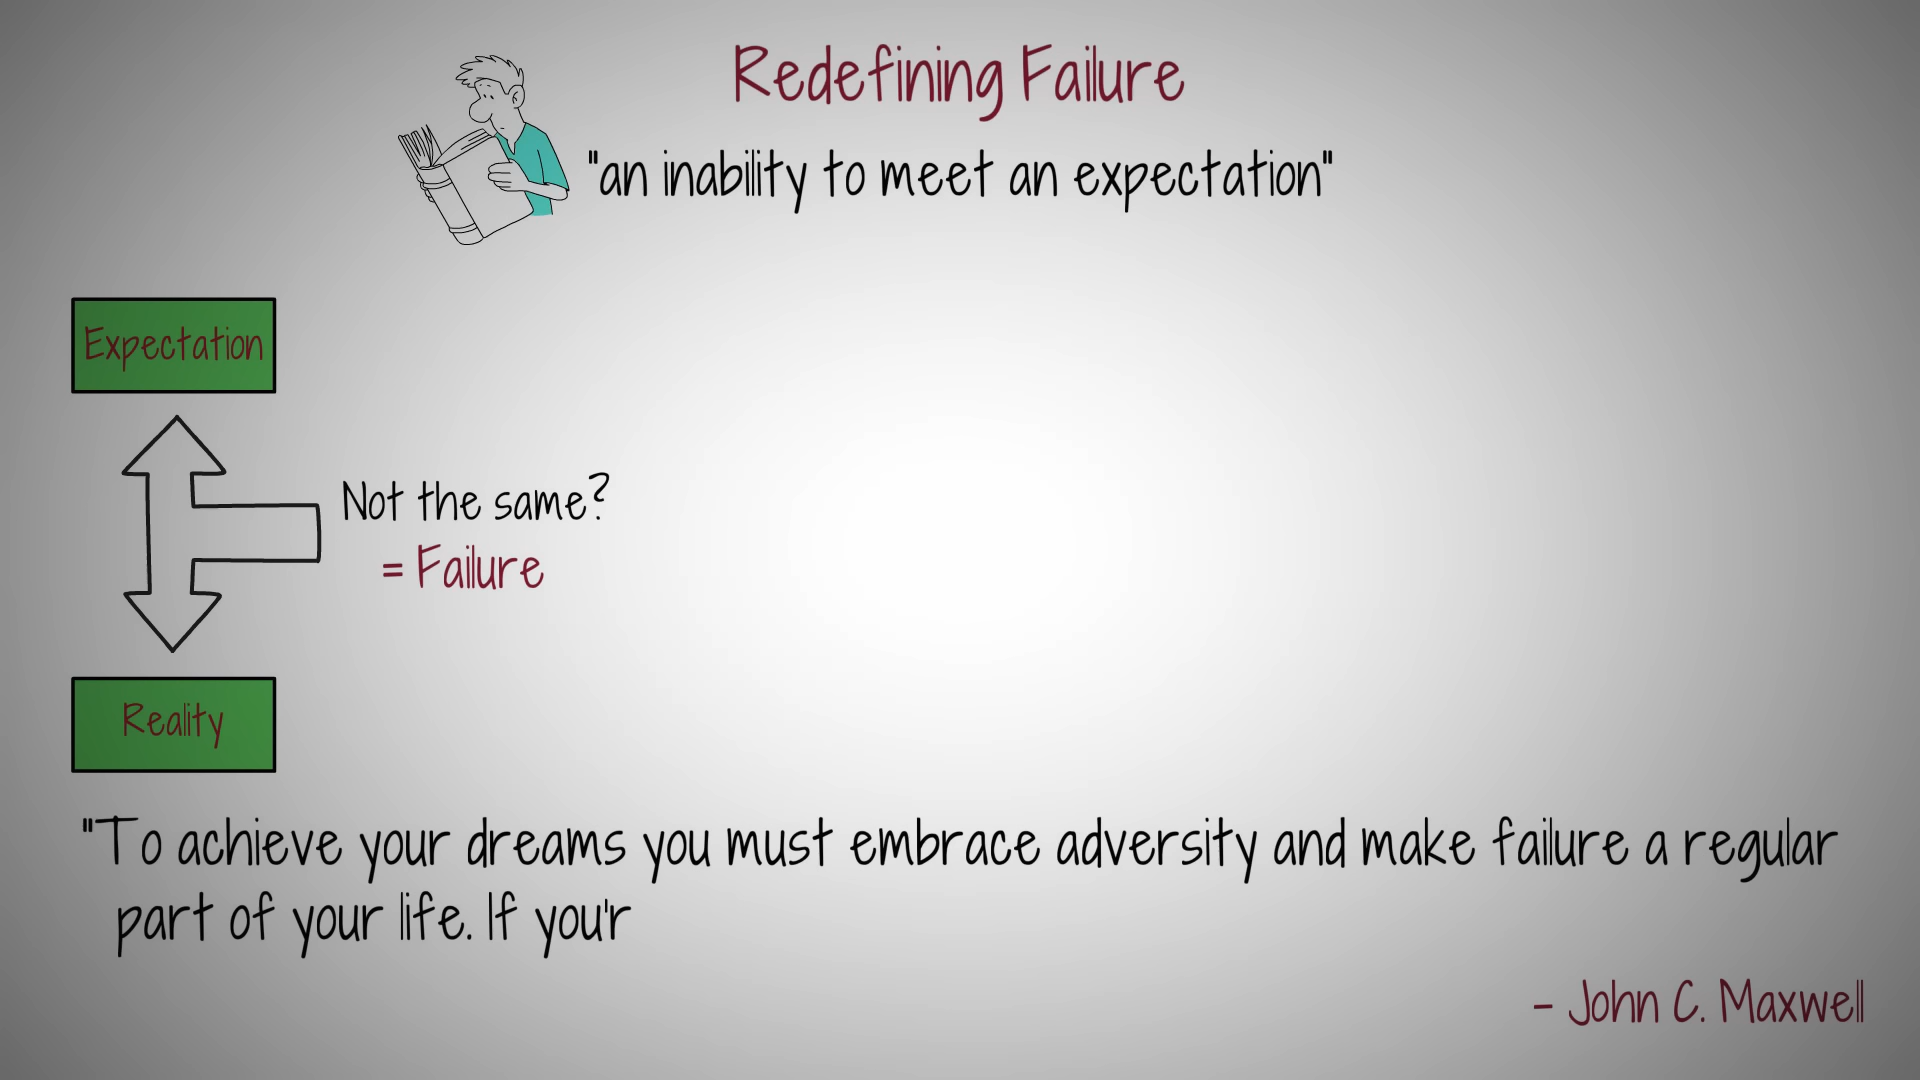 Redefining Failure
"an inability to meet an expectation"
Expectation
Not the same?
= Failure
Reality
"To achieve your dreams you must embrace adversity and make failure a regular
part of your life. If you'r
- John C. Maxwell